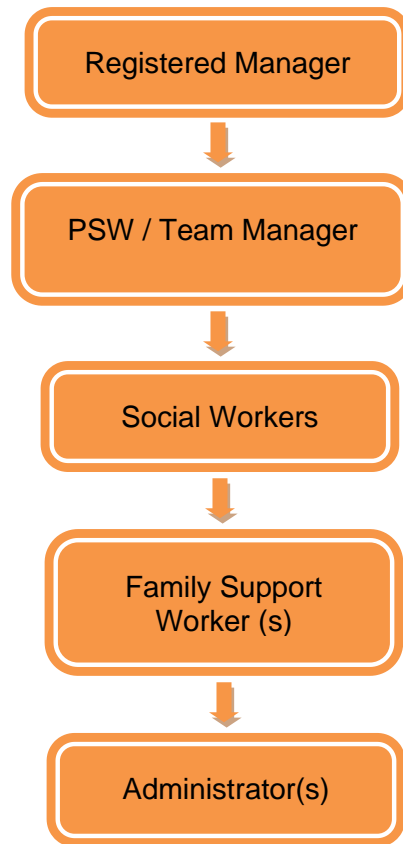 Registered Manager
PSW / Team Manager
Social Workers
Family Support
Worker (s)
Administrator(s)